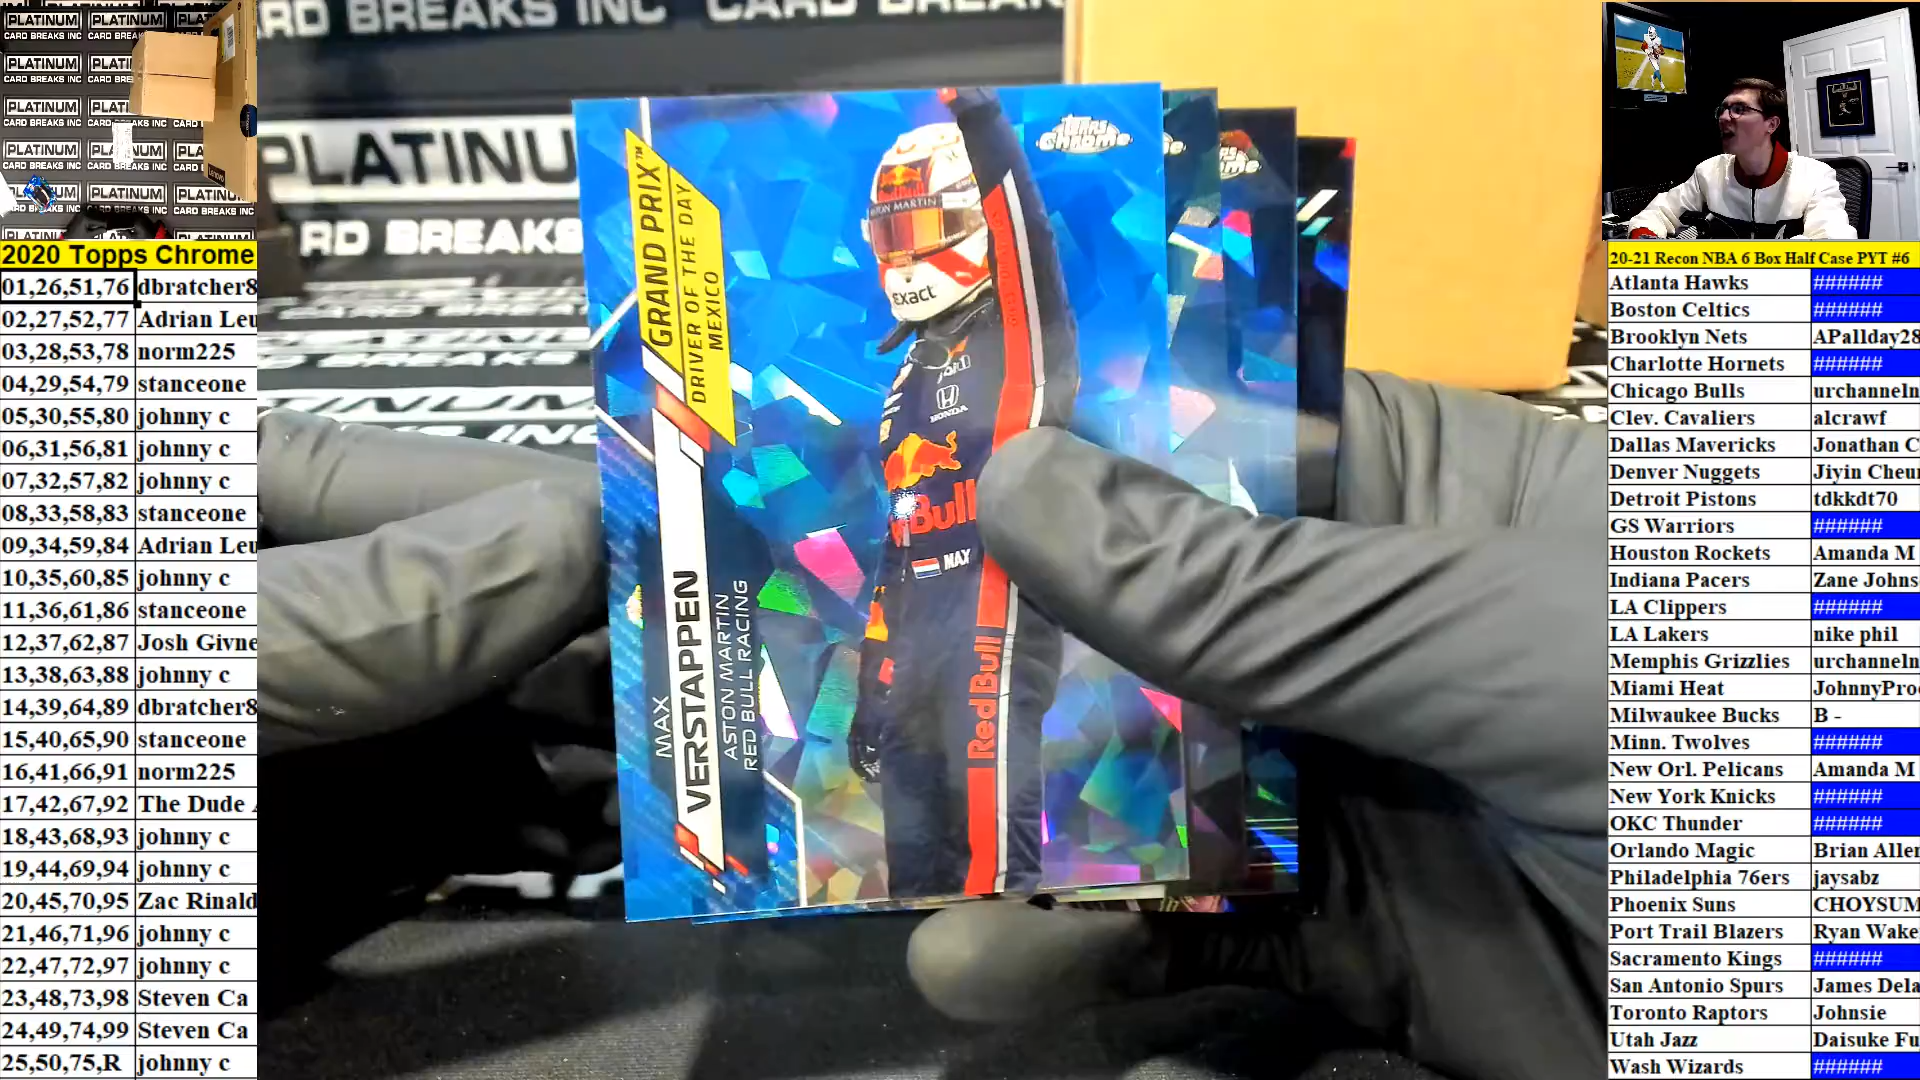 PLATINUM
CARD BREAKS INC
2020 Topps Chrome
01,26,51,76 dbratcher8
02,27,52,77 Adrian Leu
03,28,53,78 norm225
04,29,54,79 stanceone
05,30,55,80 johnny c
06,31,56,81 johnny c
07,32,57,82 johnny c
08,33,58,83 stanceone
09,34,59,84 Adrian Leu
10,35,60,85 johnny c
11,36,61,86 stanceone
12,37,62,87 Josh Givne
13,38,63,88 johnny c
14,39,64,89 dbratcher8
15,40,65,90 stanceone
16,41,66,91 norm225
17,42,67,92 The Dude
18,43,68,93 johnny c
19,44,69,94 johnny c
20,45,70,95 Zac Rinald
21,46,71,96 johnny c
22,47,72,97 johnny c
23,48,73,98 Steven Ca
24,49,74,99 Steven Ca
25,50,75,R johnny c
RD BREAKS INC CARD BREA
PLATINU
RD BREAKS
Topps Chrome
GRAND PRIX™
DRIVER OF THE DAY
MEXICO
MAX
VERSTAPPEN
ASTON MARTIN
RED BULL RACING
exact
HONDA
Bull
MAX
Red Bull
20-21 Recon NBA 6 Box Half Case PYT #6
Atlanta Hawks ######
Boston Celtics ######
Brooklyn Nets APallday28
Charlotte Hornets ######
Chicago Bulls urchanneln
Clev. Cavaliers alcrawf
Dallas Mavericks Jonathan C
Denver Nuggets Jiyin Cheun
Detroit Pistons tdkkdt70
GS Warriors ######
Houston Rockets Amanda M
Indiana Pacers Zane Johns
LA Clippers ######
LA Lakers nike phil
Memphis Grizzlies urchanneln
Miami Heat JohnnyPro
Milwaukee Bucks B -
Minn. Twolves ######
New Orl. Pelicans Amanda M
New York Knicks ######
OKC Thunder ######
Orlando Magic Brian Allen
Philadelphia 76ers jaysabz
Phoenix Suns CHOYSUM
Port Trail Blazers Ryan Wake
Sacramento Kings ######
San Antonio Spurs James Dela
Toronto Raptors Johnsie
Utah Jazz Daisuke Fu
Wash Wizards ######